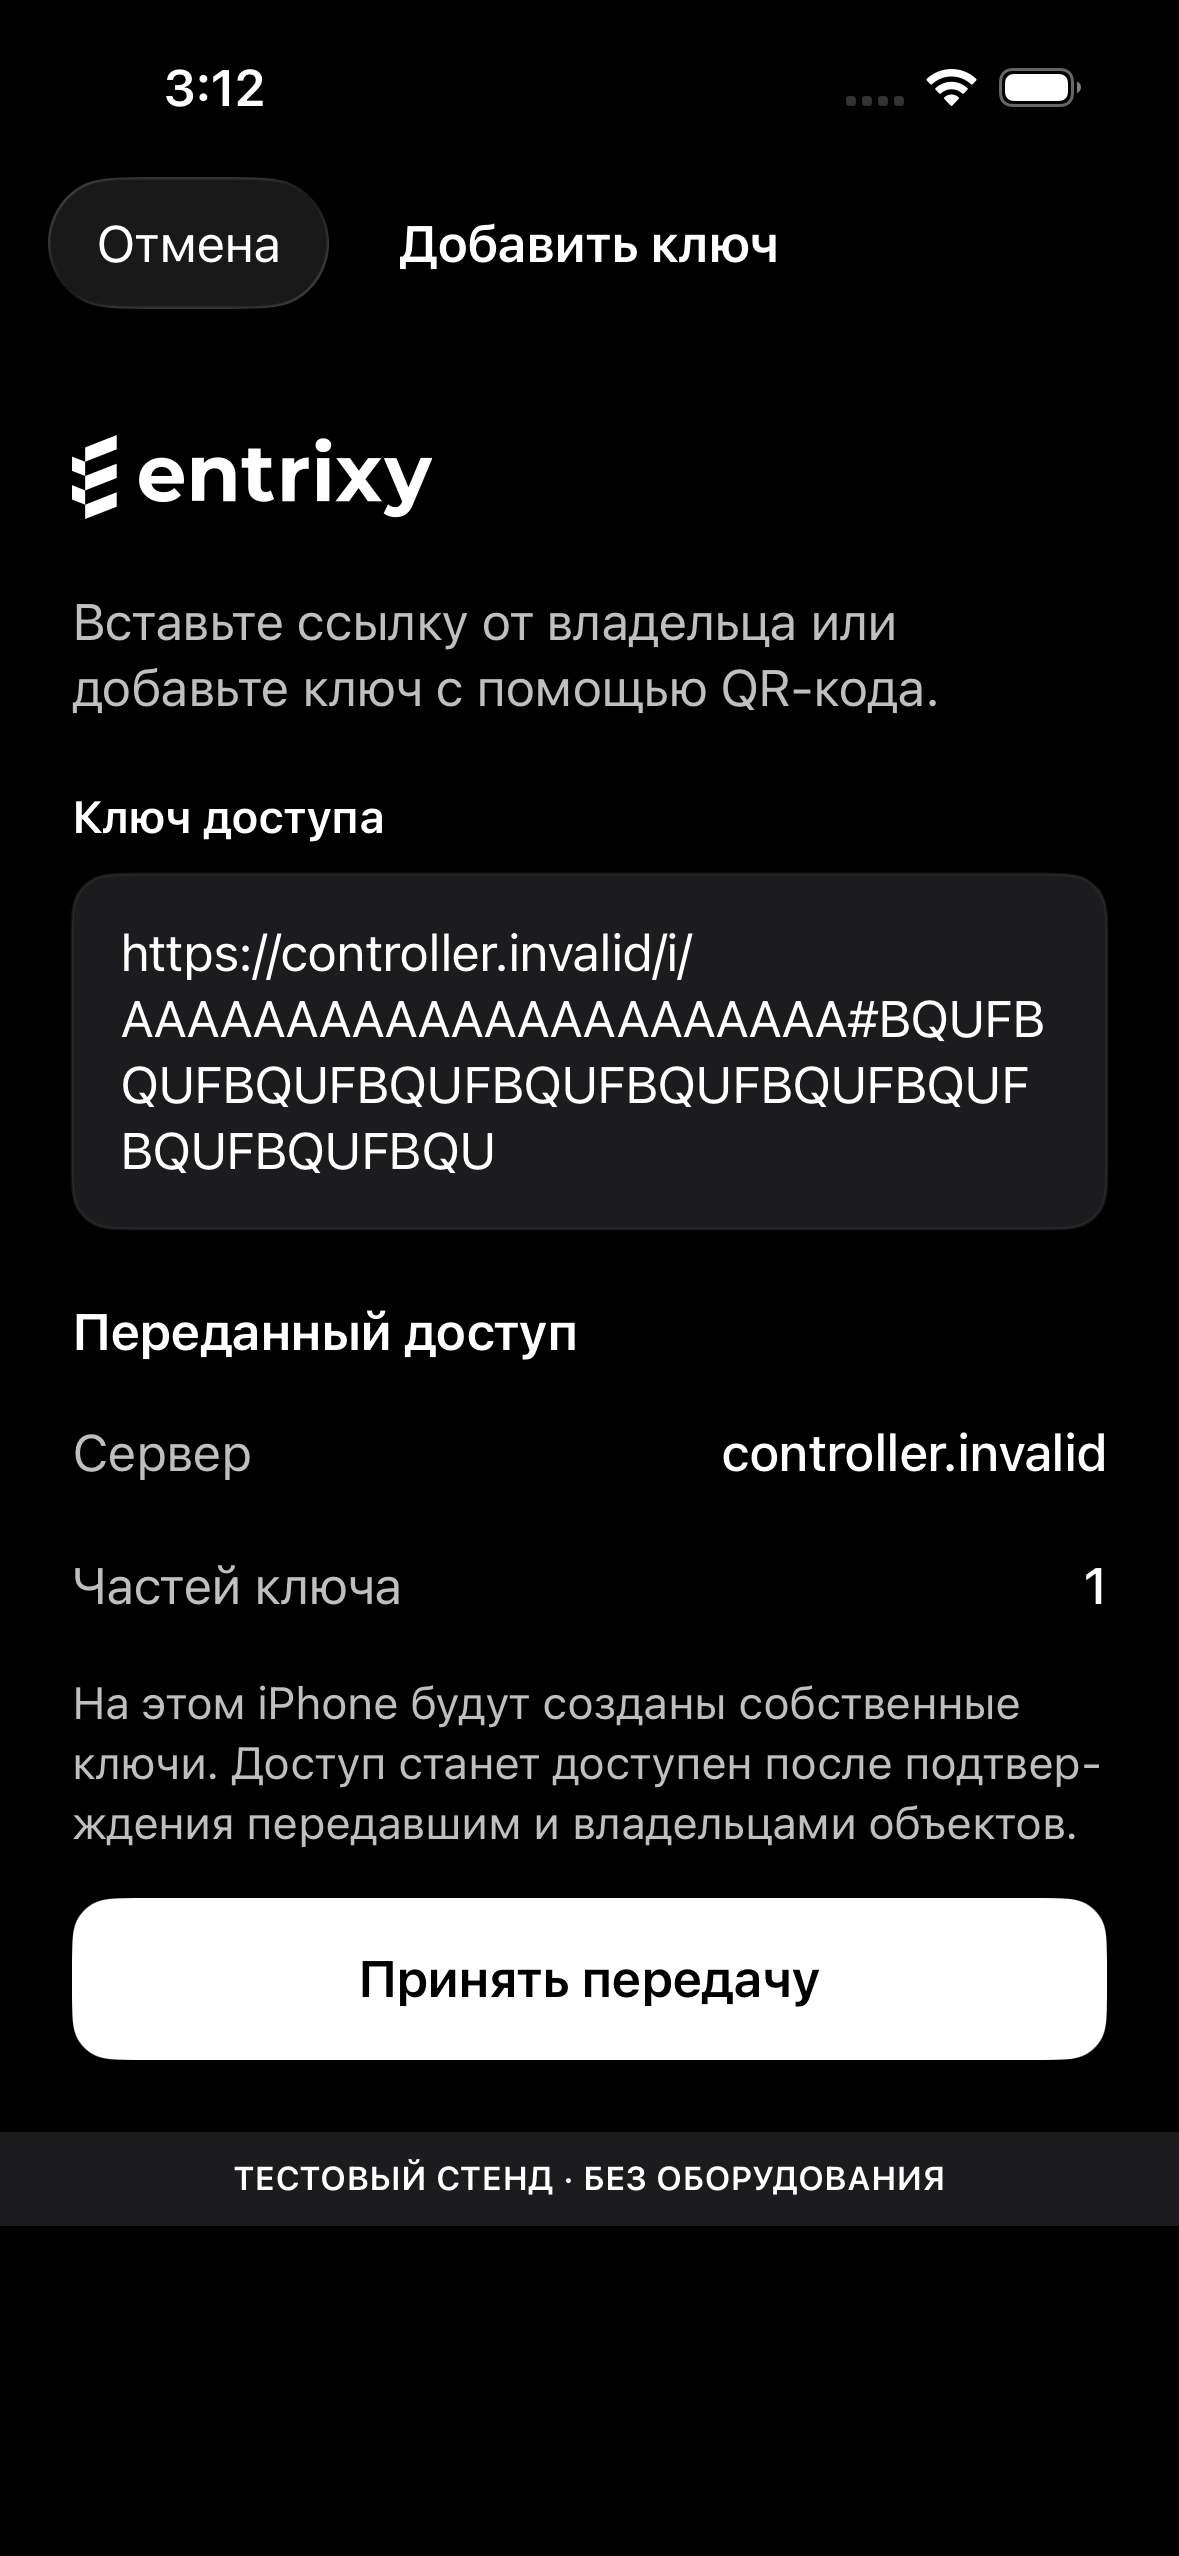 3:12
Отмена
Добавить ключ
entrixy
Вставьте ссылку от владельца или
добавьте ключ с помощью QR-кода.
Ключ доступа
https://controller.invalid/i/
AAAAAAAAAAAAAAAAAAAAAA#BQUFB
QUFBQUFBQUFBQUFBQUFBQUFBQUF
BQUFBQUFBQU
Переданный доступ
Сервер
controller.invalid
Частей ключа
1
На этом iPhone будут созданы собственные
ключи. Доступ станет доступен после подтвер-
ждения передавшим и владельцами объектов.
Принять передачу
ТЕСТОВЫЙ СТЕНД · БЕЗ ОБОРУДОВАНИЯ